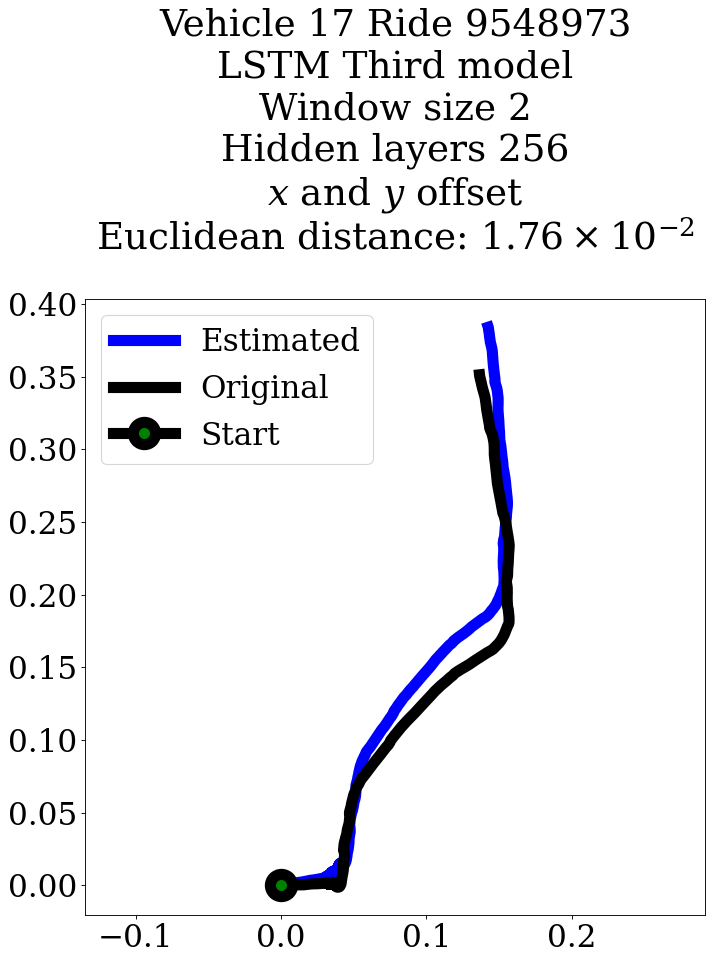 Vehicle 17 Ride 9548973
LSTM Third model
Window size 2
Hidden layers 256
x and y offset
Euclidean distance: 1.76 × 10⁻²
0.40
Estimated
0.35
Original
Start
0.30
0.25
0.20
0.15
0.10
0.05
0.00
−0.1 0.0 0.1 0.2